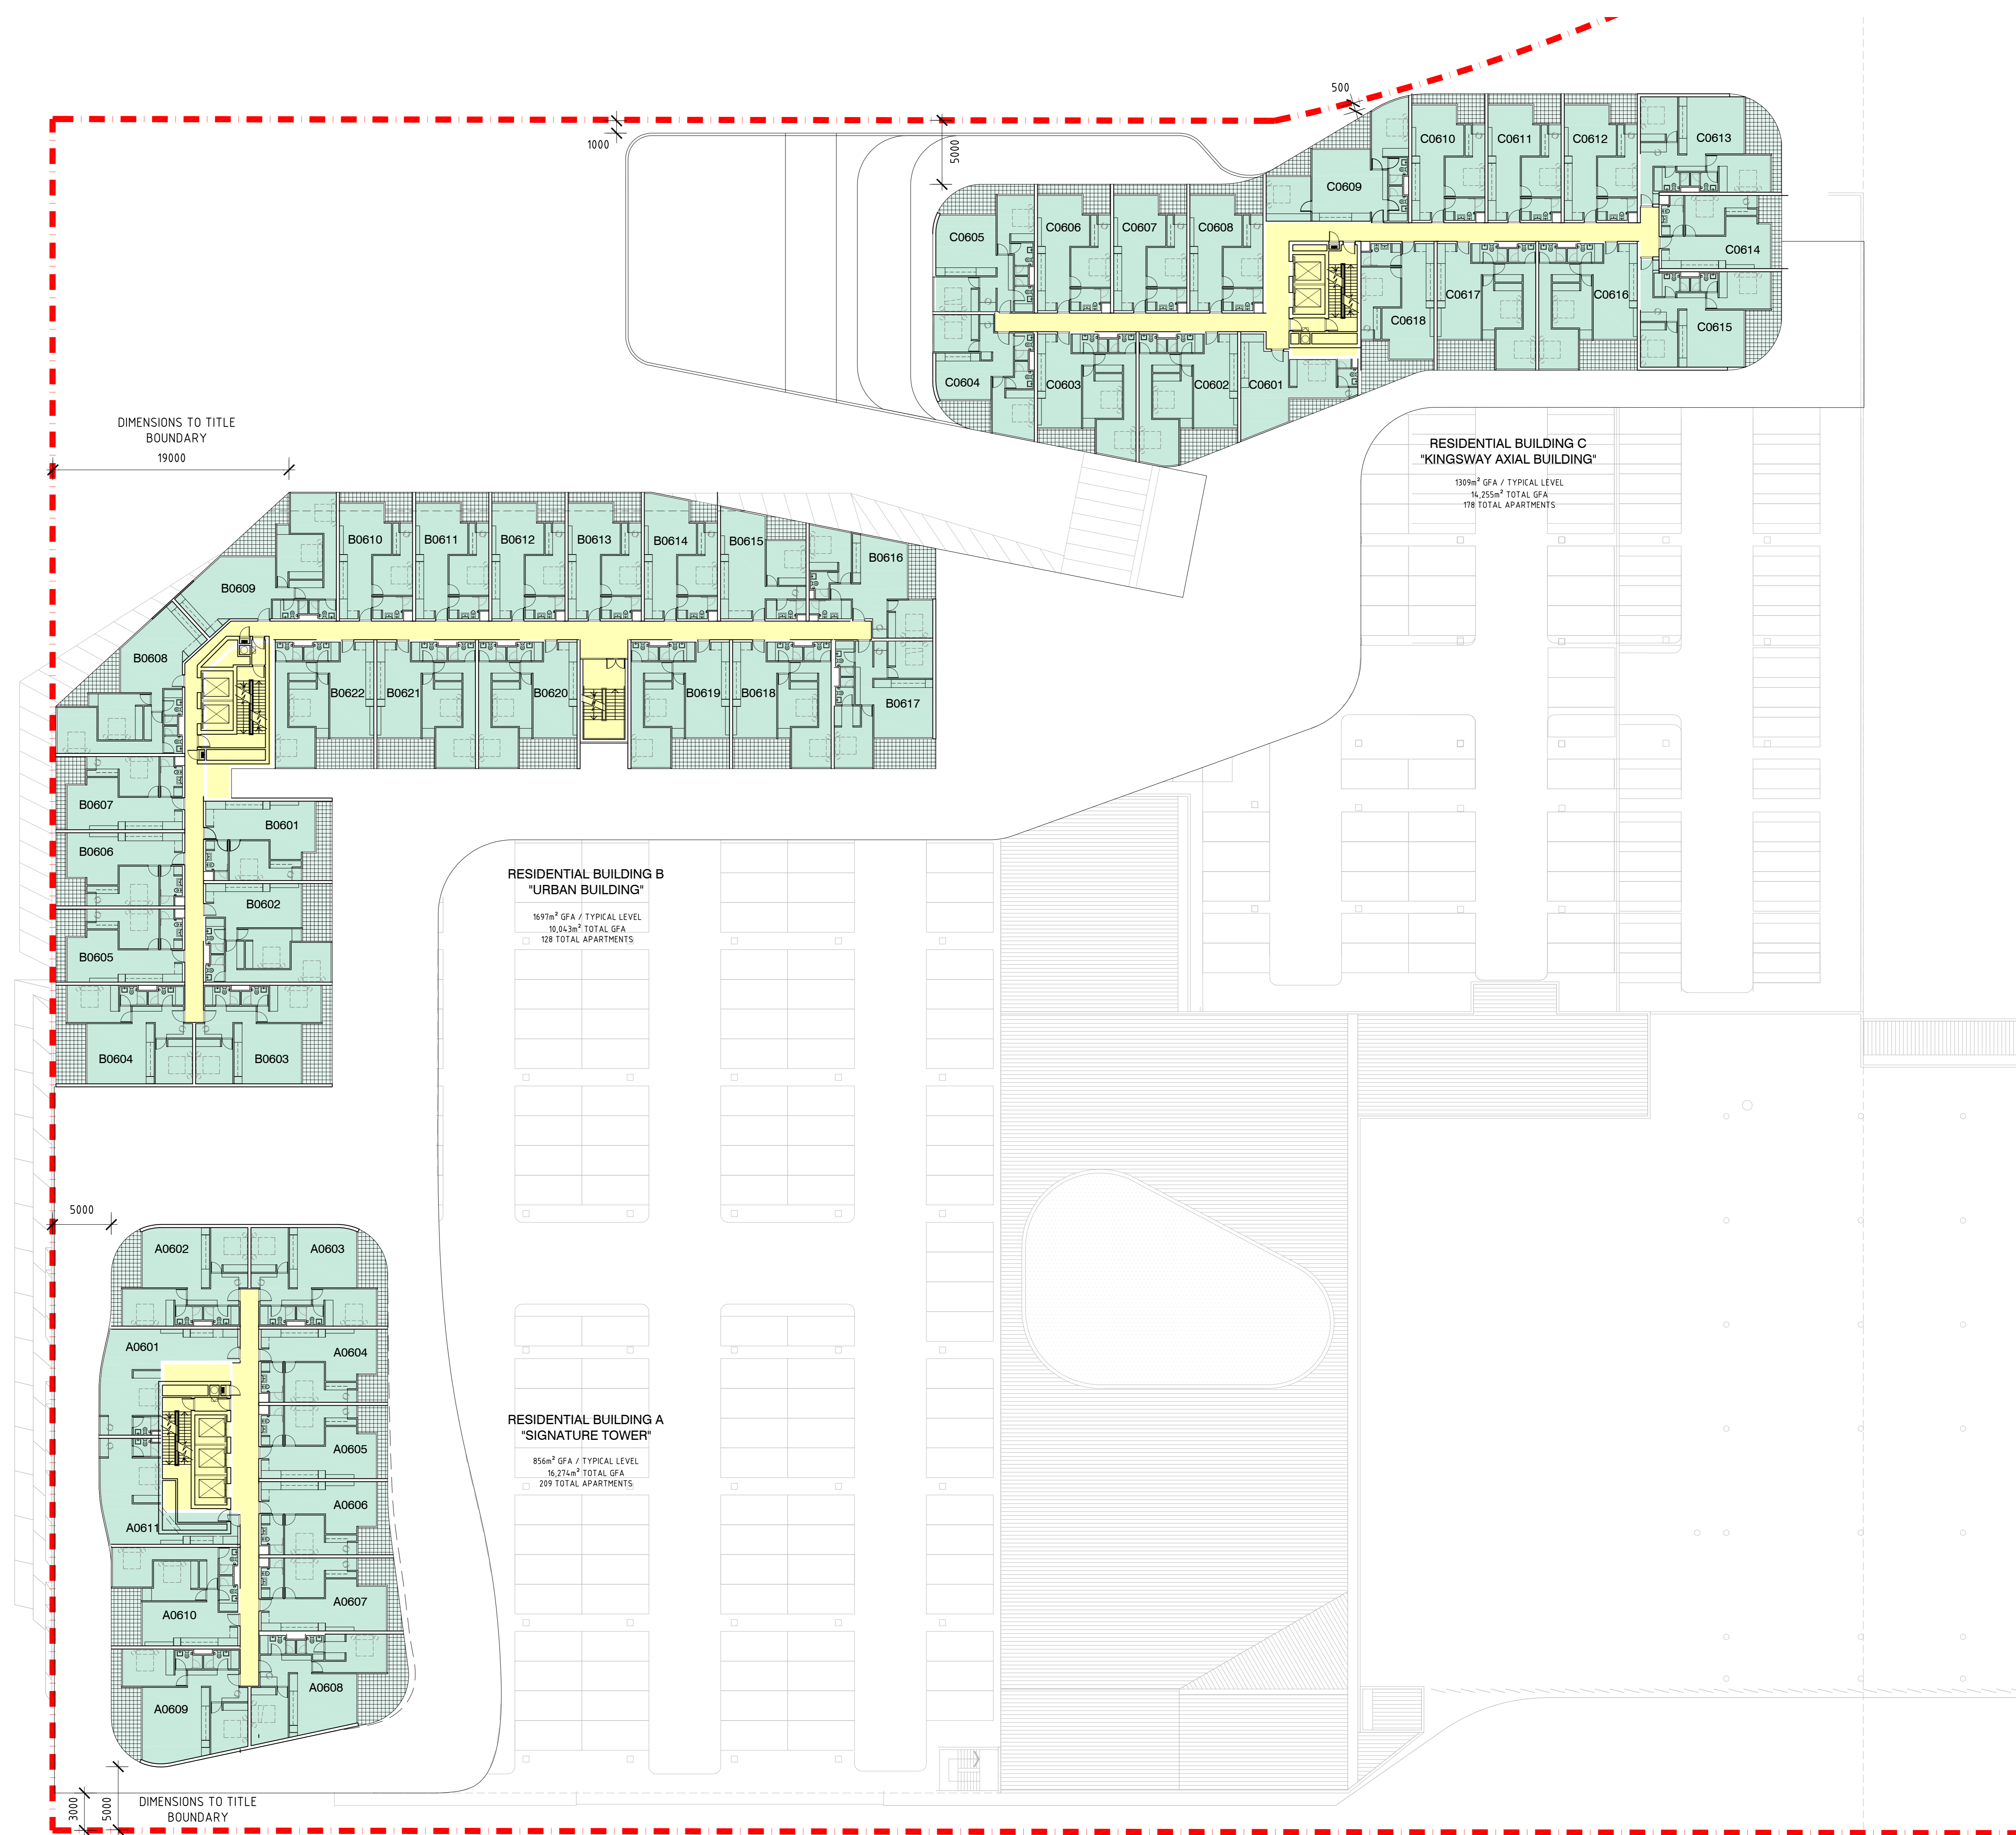 500
1000
5000
C0610
C0611
C0612
C0613
C0609
C0614
C0605
C0606
C0607
C0608
C0617
C0616
C0618
C0615
C0604
C0603
C0602
C0601
DIMENSIONS TO TITLE
BOUNDARY
19000
RESIDENTIAL BUILDING C
"KINGSWAY AXIAL BUILDING"
1309m² GFA / TYPICAL LEVEL
14,255m² TOTAL GFA
178 TOTAL APARTMENTS
B0610
B0611
B0612
B0613
B0614
B0615
B0616
B0609
B0608
B0622
B0621
B0620
B0619
B0618
B0617
B0607
B0601
B0606
B0602
B0605
B0604
B0603
RESIDENTIAL BUILDING B
"URBAN BUILDING"
1697m² GFA / TYPICAL LEVEL
10,043m² TOTAL GFA
128 TOTAL APARTMENTS
5000
A0602
A0603
A0601
A0604
A0605
A0606
A0611
A0607
A0610
A0608
A0609
RESIDENTIAL BUILDING A
"SIGNATURE TOWER"
856m² GFA / TYPICAL LEVEL
16,274m² TOTAL GFA
209 TOTAL APARTMENTS
3000
5000
DIMENSIONS TO TITLE
BOUNDARY